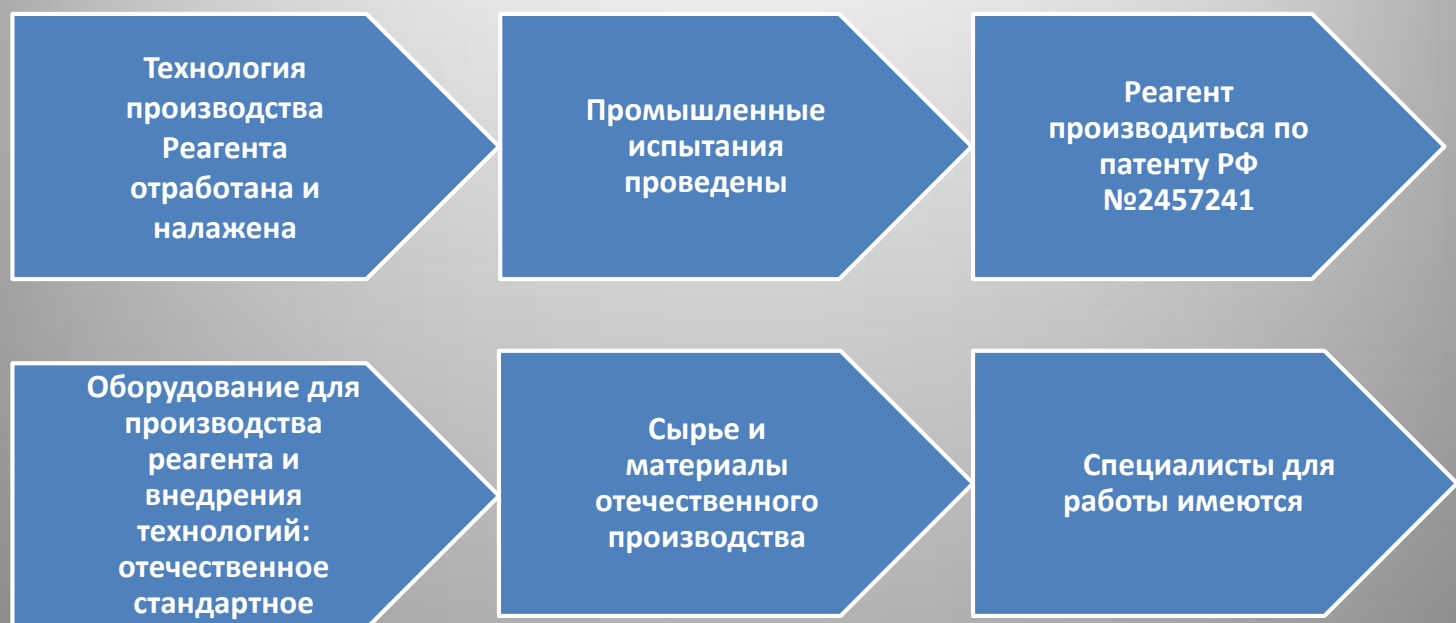 Технология
производства
Реагента
отработана и
налажена
Промышленные
испытания
проведены
Реагент
производиться по
патенту РФ
№2457241
Оборудование для
производства
реагента и
внедрения
технологий:
отечественное
стандартное
Сырье и
материалы
отечественного
производства
Специалисты для
работы имеются